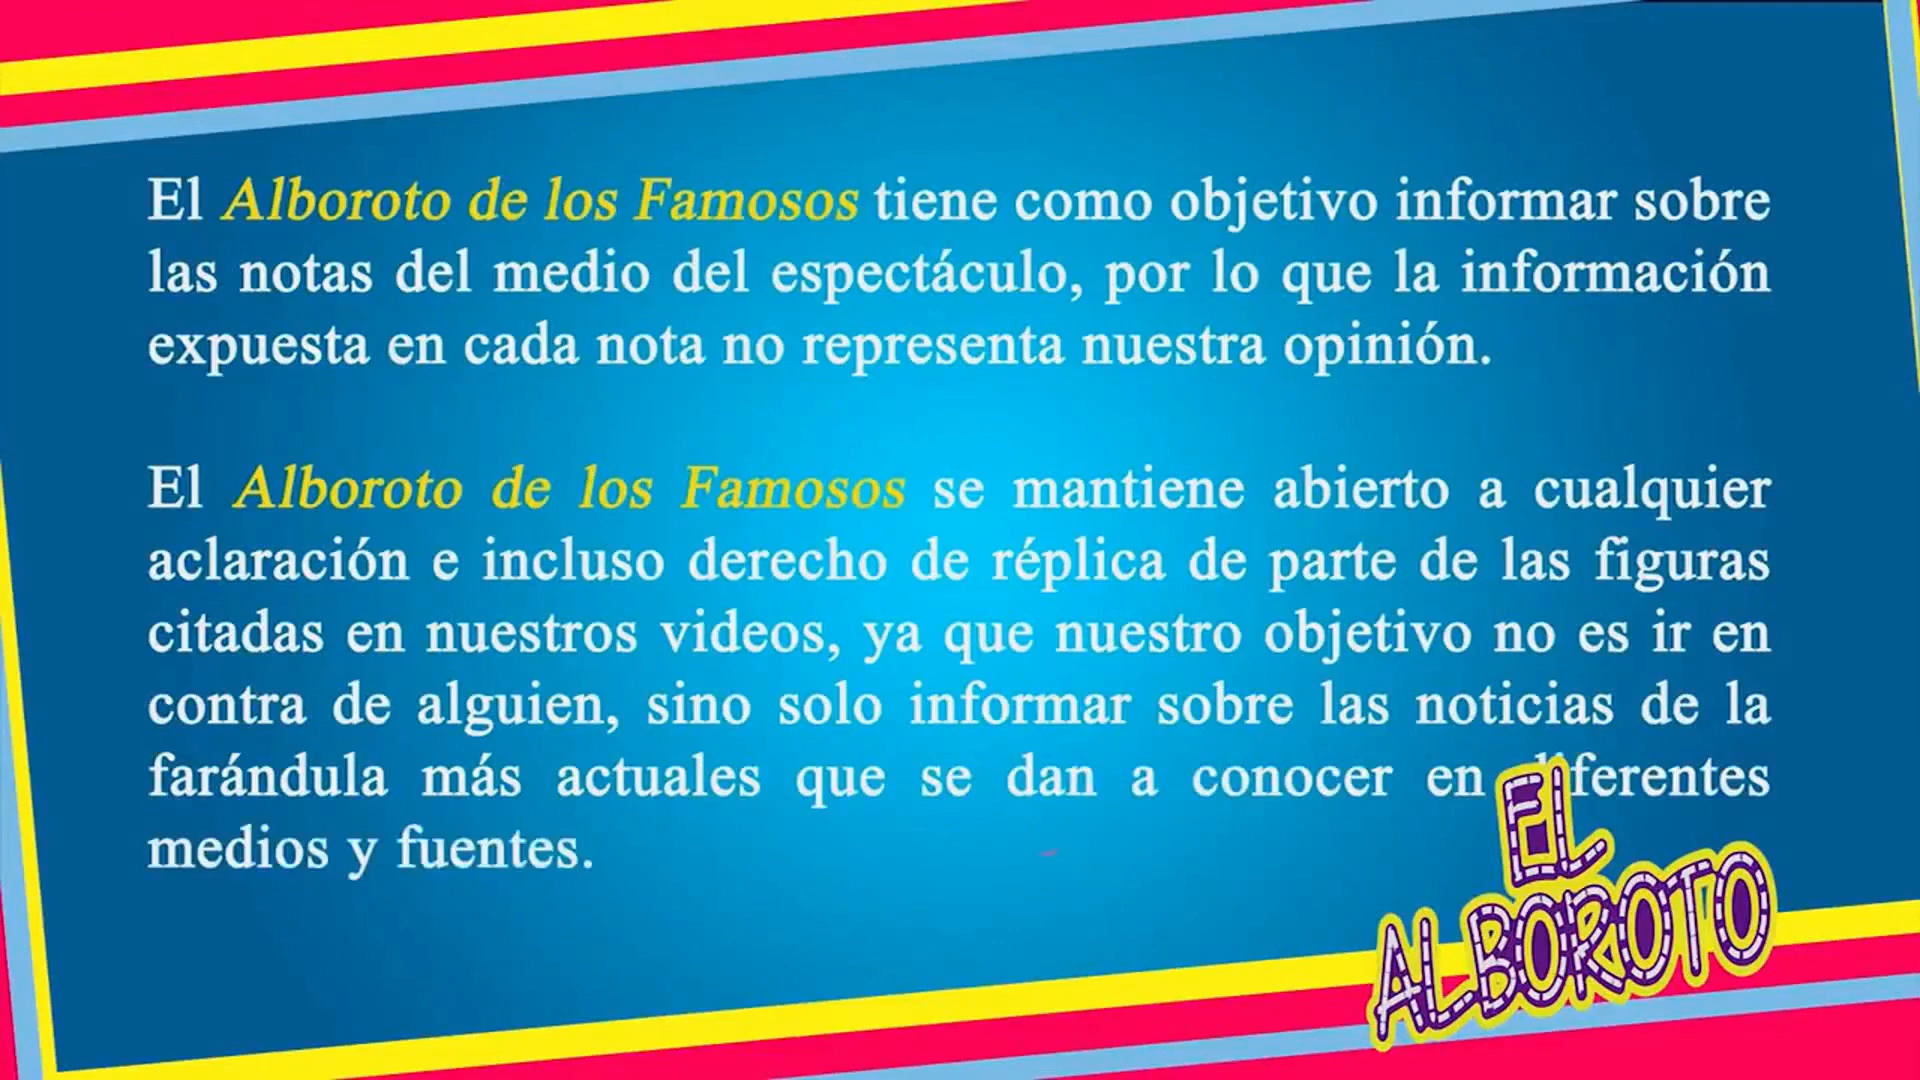 El Alboroto de los Famosos tiene como objetivo informar sobre
las notas del medio del espectáculo, por lo que la información
expuesta en cada nota no representa nuestra opinión.
El Alboroto de los Famosos se mantiene abierto a cualquier
aclaración e incluso derecho de réplica de parte de las figuras
citadas en nuestros videos, ya que nuestro objetivo no es ir en
contra de alguien, sino solo informar sobre las noticias de la
farándula más actuales que se dan a conocer en diferentes
medios y fuentes.
EL
ALBOROTO